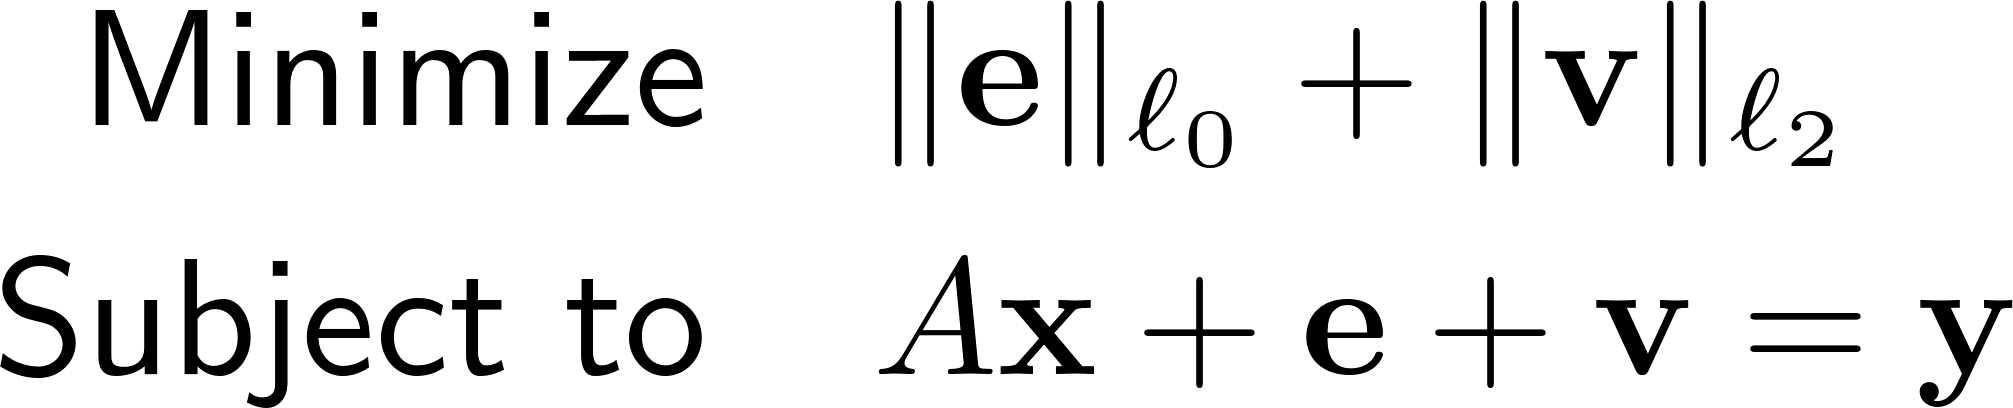 Minimize ‖𝐞‖ℓ₀ + ‖𝐯‖ℓ₂
Subject to 𝐴𝐱 + 𝐞 + 𝐯 = 𝐲